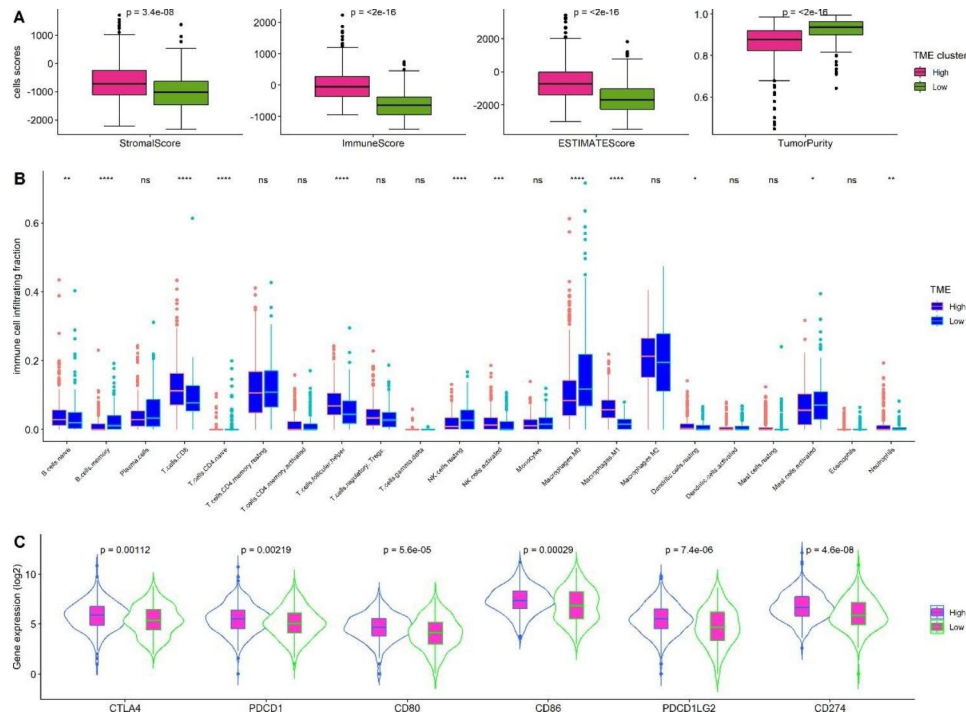 A
p = 3.4e-08
p = <2e-16
p = <2e-16
p = <2e-16
cells scores
1000
0
-1000
-2000
2000
1000
0
-1000
4000
2000
0
-2000
1.0
0.9
0.8
0.7
0.6
StromalScore
ImmuneScore
ESTIMATEScore
TumorPurity
TME cluster
High
Low
B
** **** ns **** **** ns ns **** ns ns **** *** ns **** **** ns * ns ns * ns **
immune cell infiltrating fraction
0.6
0.4
0.2
0.0
B.cells.naive
B.cells.memory
Plasma.cells
T.cells.CD8
T.cells.CD4.naive
T.cells.CD4.memory.resting
T.cells.CD4.memory.activated
T.cells.follicular.helper
T.cells.regulatory..Tregs.
T.cells.gamma.delta
NK.cells.resting
NK.cells.activated
Monocytes
Macrophages.M0
Macrophages.M1
Macrophages.M2
Dendritic.cells.resting
Dendritic.cells.activated
Mast.cells.resting
Mast.cells.activated
Eosinophils
Neutrophils
TME
High
Low
C
p = 0.00112
p = 0.00219
p = 5.6e-05
p = 0.00029
p = 7.4e-06
p = 4.6e-08
Gene expression (log2)
10
5
0
CTLA4
PDCD1
CD80
CD86
PDCD1LG2
CD274
High
Low